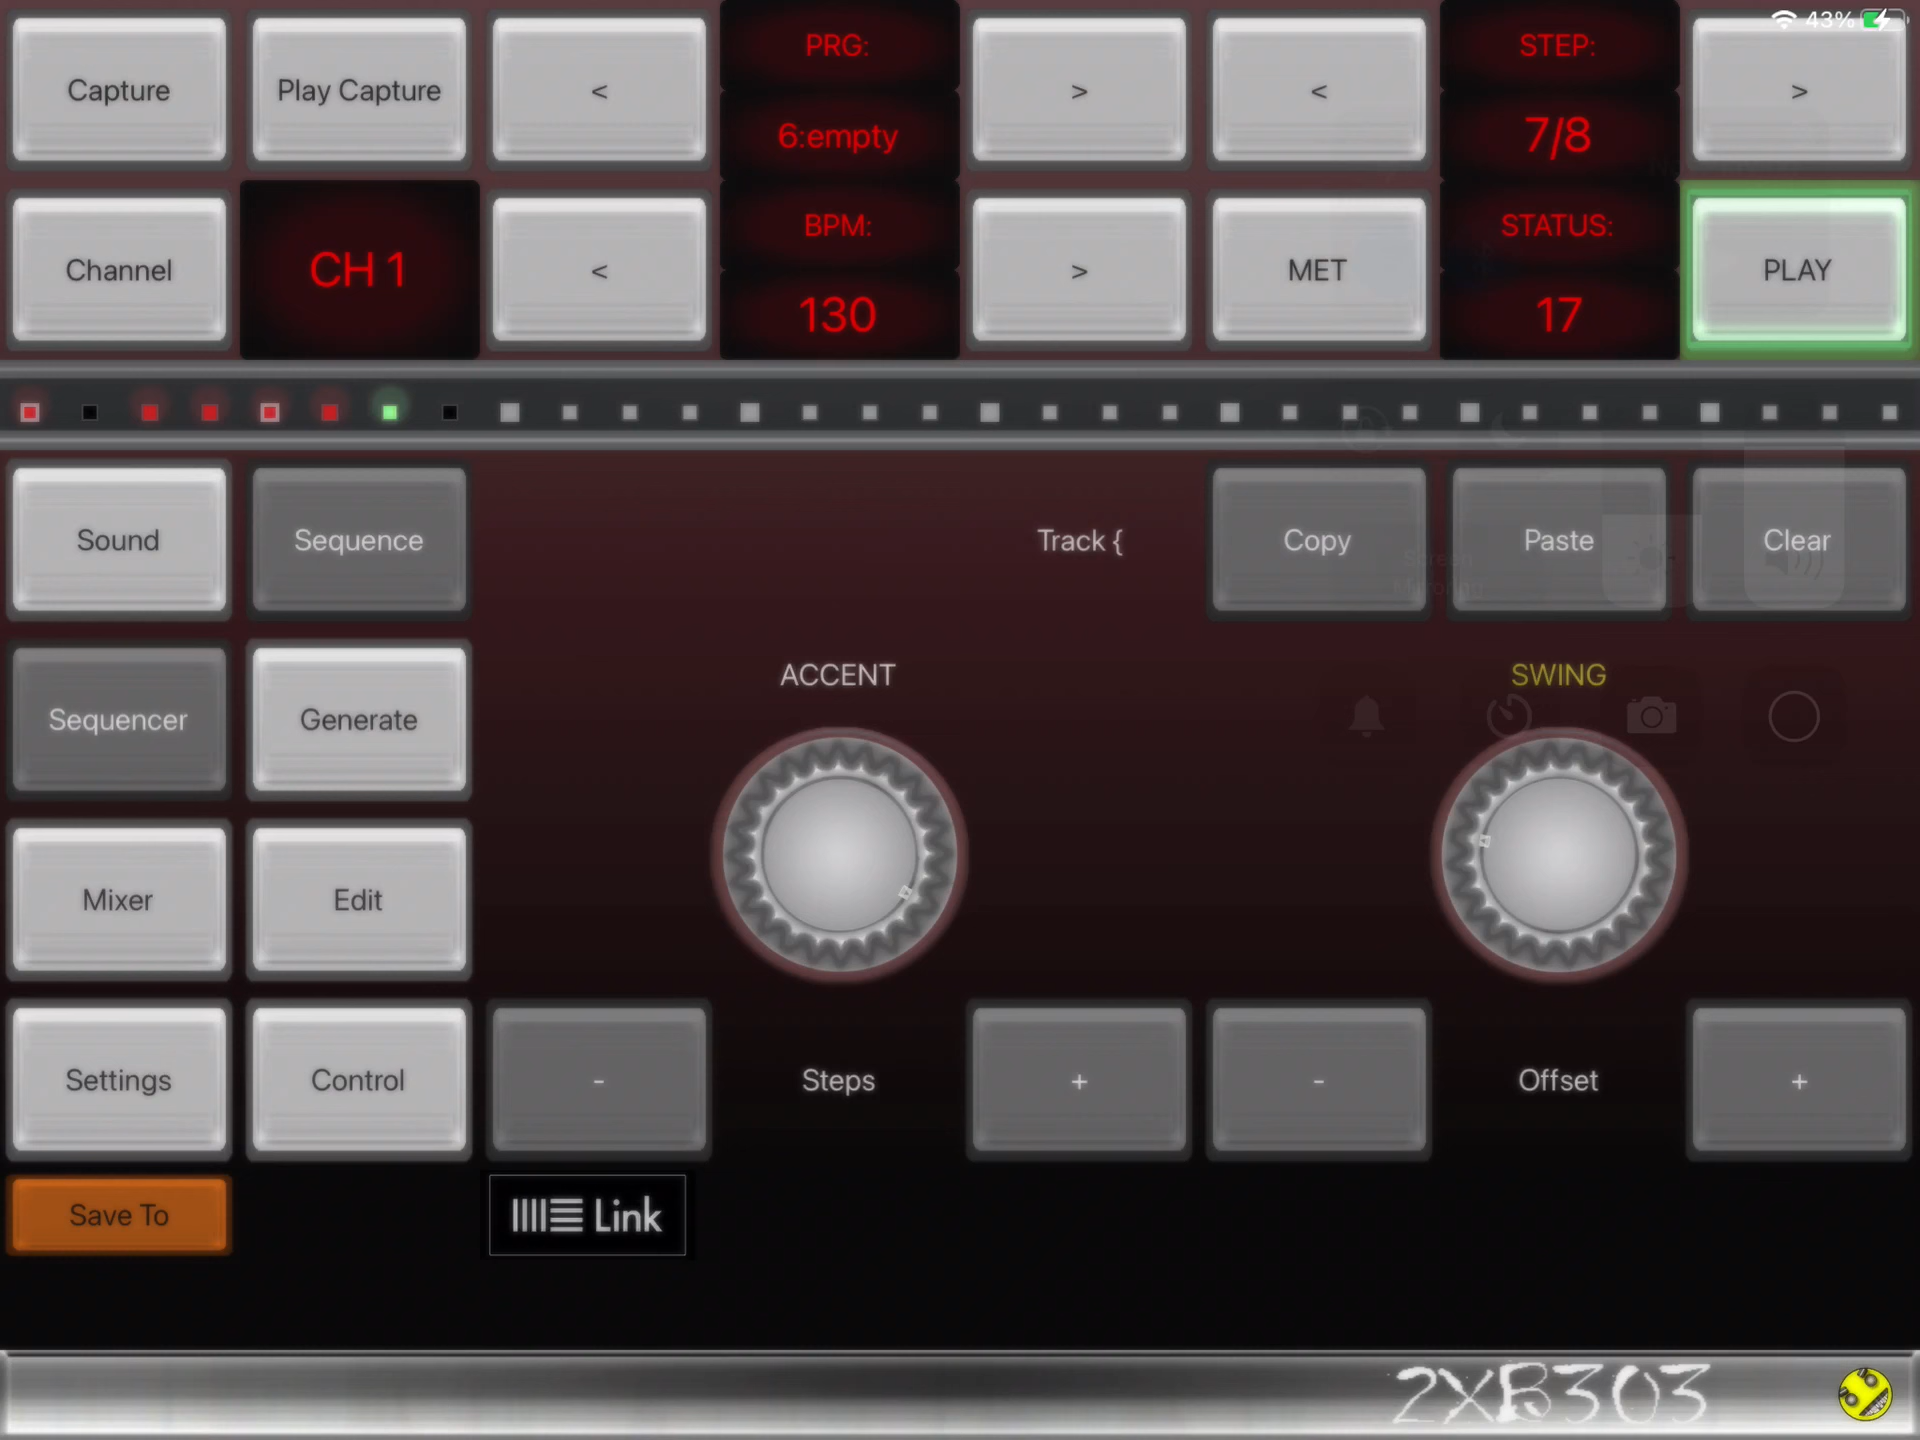 43%
Capture
Play Capture
<
PRG:
6:empty
>
<
STEP:
7/8
>
Channel
CH 1
<
BPM:
130
>
MET
STATUS:
17
PLAY
Sound
Sequence
Track {
Copy
Paste
Clear
Screen
Mirroring
Sequencer
Generate
ACCENT
SWING
Mixer
Edit
Settings
Control
-
Steps
+
-
Offset
+
Save To
Link
2XB303